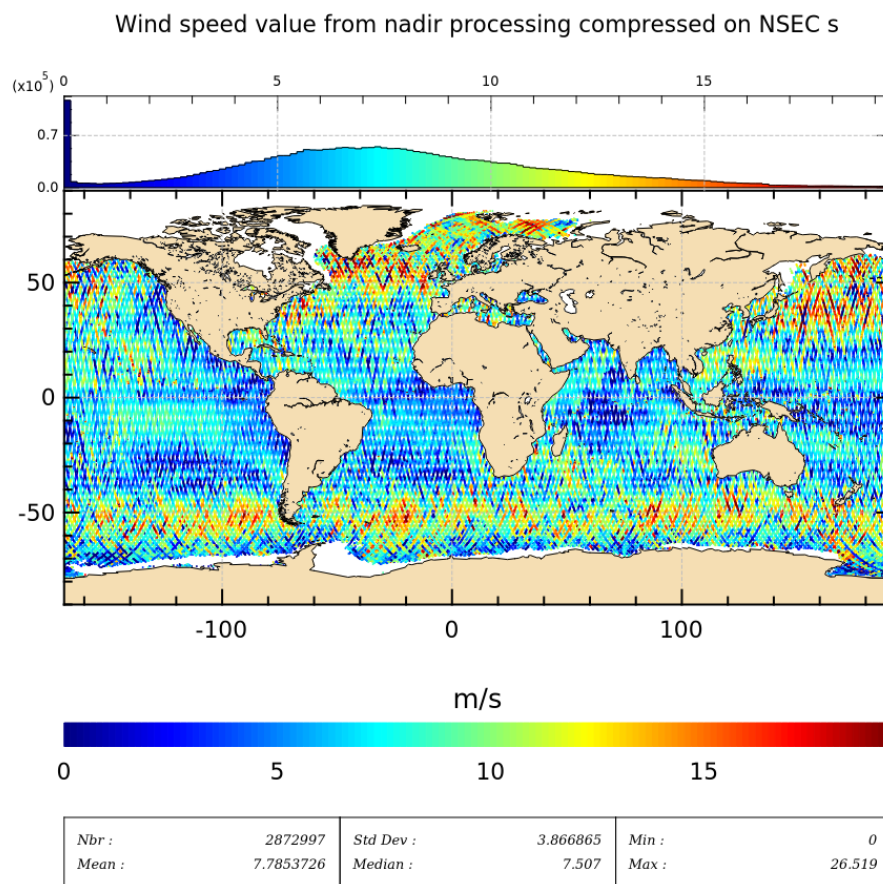 Wind speed value from nadir processing compressed on NSEC s
(x10⁵) 0 5 10 15
0.7
0.0
50
0
-50
-100 0 100
m/s
0 5 10 15
Nbr : 2872997 Std Dev : 3.866865 Min : 0
Mean : 7.7853726 Median : 7.507 Max : 26.519